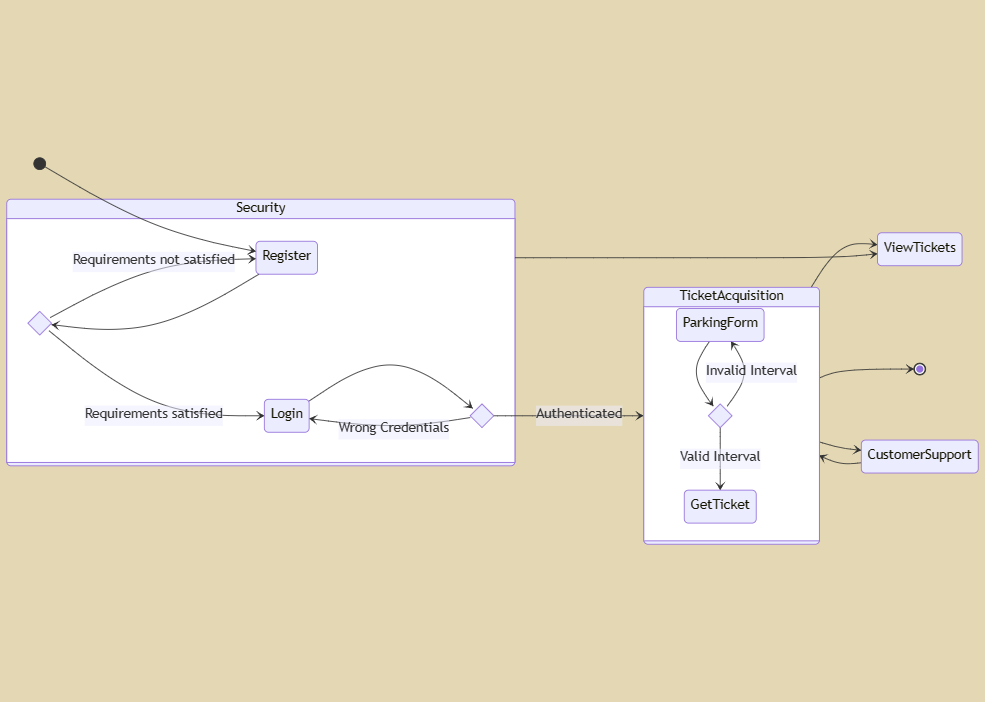 Security
ViewTickets
Register
Requirements not satisfied
TicketAcquisition
ParkingForm
Invalid Interval
Requirements satisfied
Login
Wrong Credentials
Authenticated
Valid Interval
CustomerSupport
GetTicket